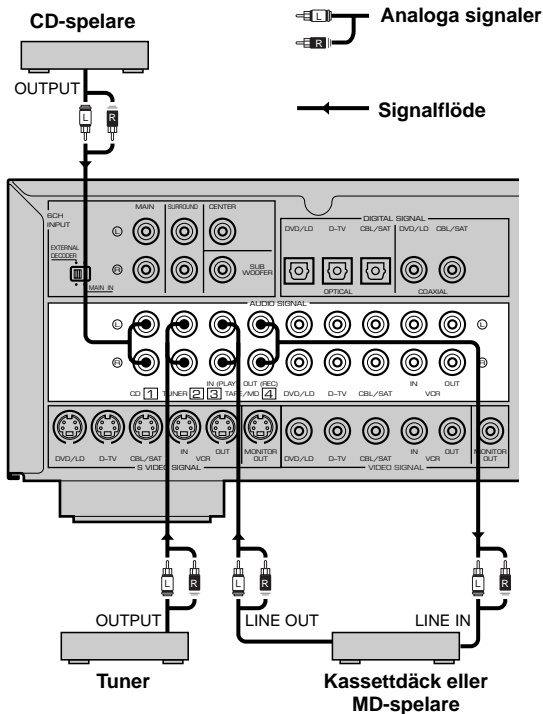 CD-spelare
L
R
Analoga signaler
OUTPUT
L R
Signalflöde
6CH INPUT
MAIN SURROUND CENTER
DIGITAL SIGNAL
L
DVD/LD D–TV CBL/SAT DVD/LD CBL/SAT
EXTERNAL DECODER
R
SUB WOOFER
MAIN IN
OPTICAL COAXIAL
AUDIO SIGNAL
L L
R R
IN (PLAY) OUT (REC) IN OUT
CD 1 TUNER 2 3 TAPE/MD 4 DVD/LD D–TV CBL/SAT VCR
IN OUT MONITOR OUT IN OUT MONITOR OUT
DVD/LD D–TV CBL/SAT VCR DVD/LD D–TV CBL/SAT VCR
S VIDEO SIGNAL VIDEO SIGNAL
L R L R L R
OUTPUT LINE OUT LINE IN
Tuner
Kassettdäck eller
MD-spelare